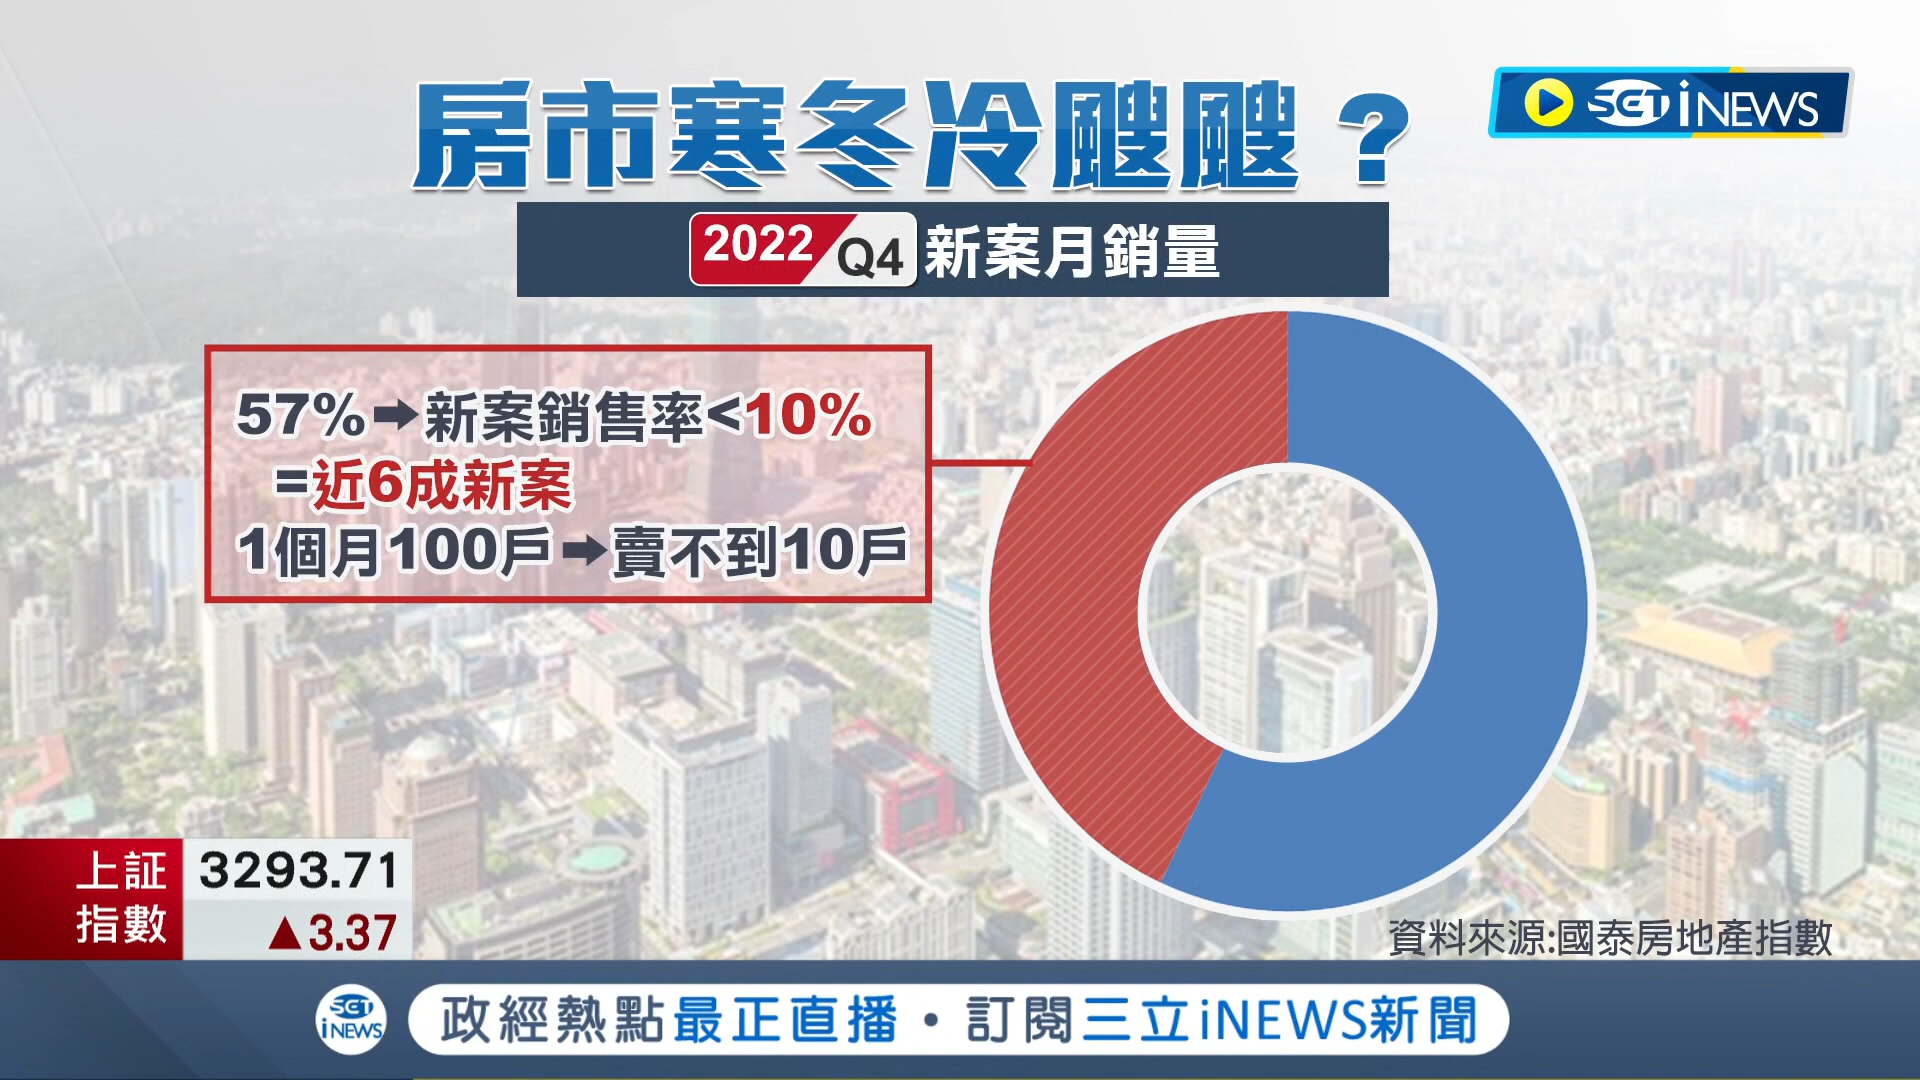 房市寒冬冷颼颼？
SET iNEWS
2022 Q4 新案月銷量
57%➡新案銷售率<10%
=近6成新案
1個月100戶➡賣不到10戶
上証指數
3293.71
▲3.37
資料來源:國泰房地產指數
SET iNEWS
政經熱點最正直播・訂閱三立iNEWS新聞